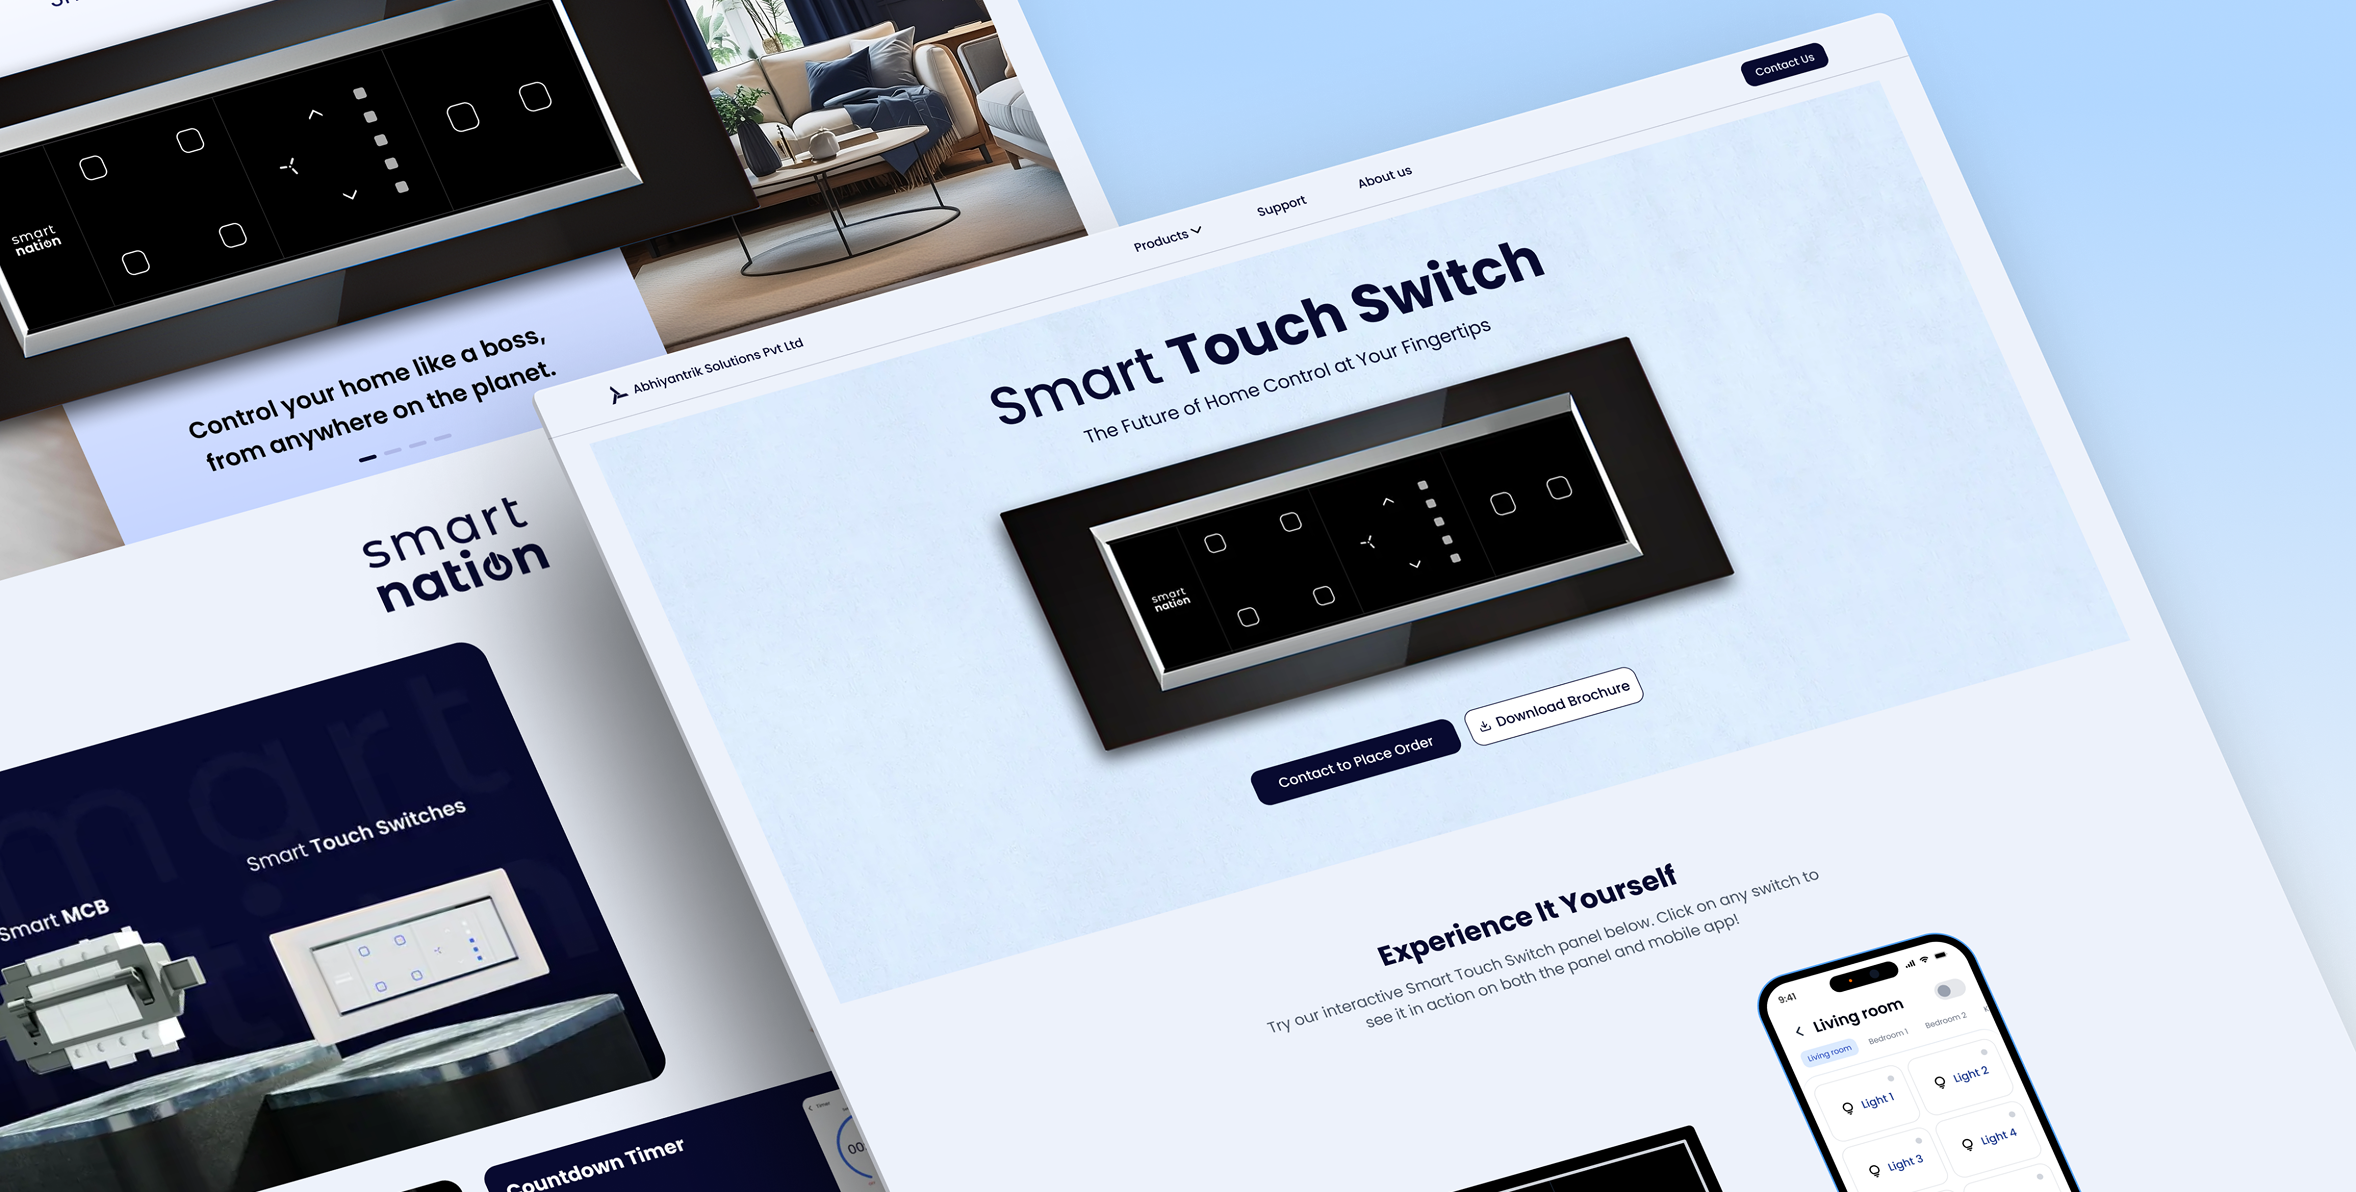 smart
nation
Control your home like a boss,
from anywhere on the planet.
smart
nation
Smart MCB
Smart Touch Switches
Countdown Timer
Timer
Abhiyantrik Solutions Pvt Ltd
Products
Support
About us
Contact Us
Smart Touch Switch
The Future of Home Control at Your Fingertips
smart
nation
Contact to Place Order
Download Brochure
Experience It Yourself
Try our interactive Smart Touch Switch panel below. Click on any switch to
see it in action on both the panel and mobile app!
9:41
Living room
Living room Bedroom 1 Bedroom 2
Light 1
Light 2
Light 3
Light 4